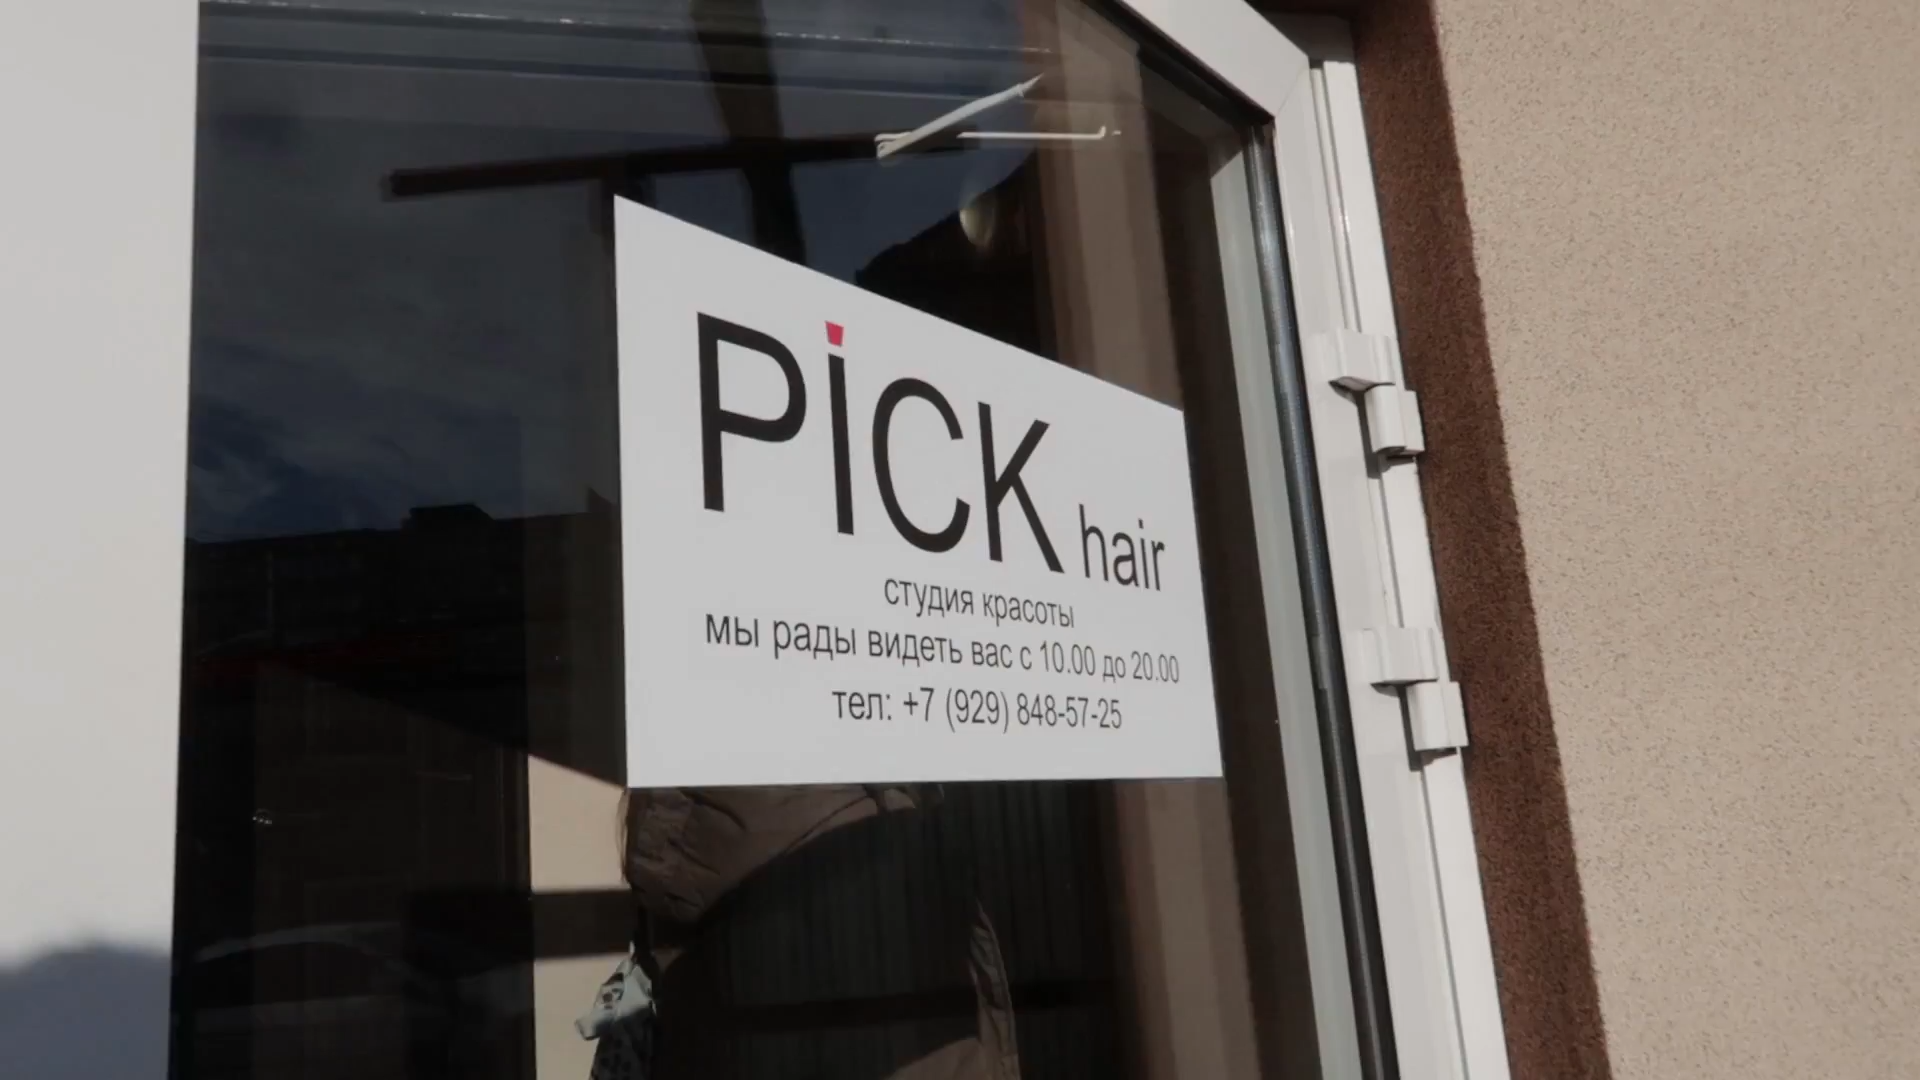 PiCK hair
студия красоты
мы рады видеть вас с 10.00 до 20.00
тел: +7 (929) 848-57-25